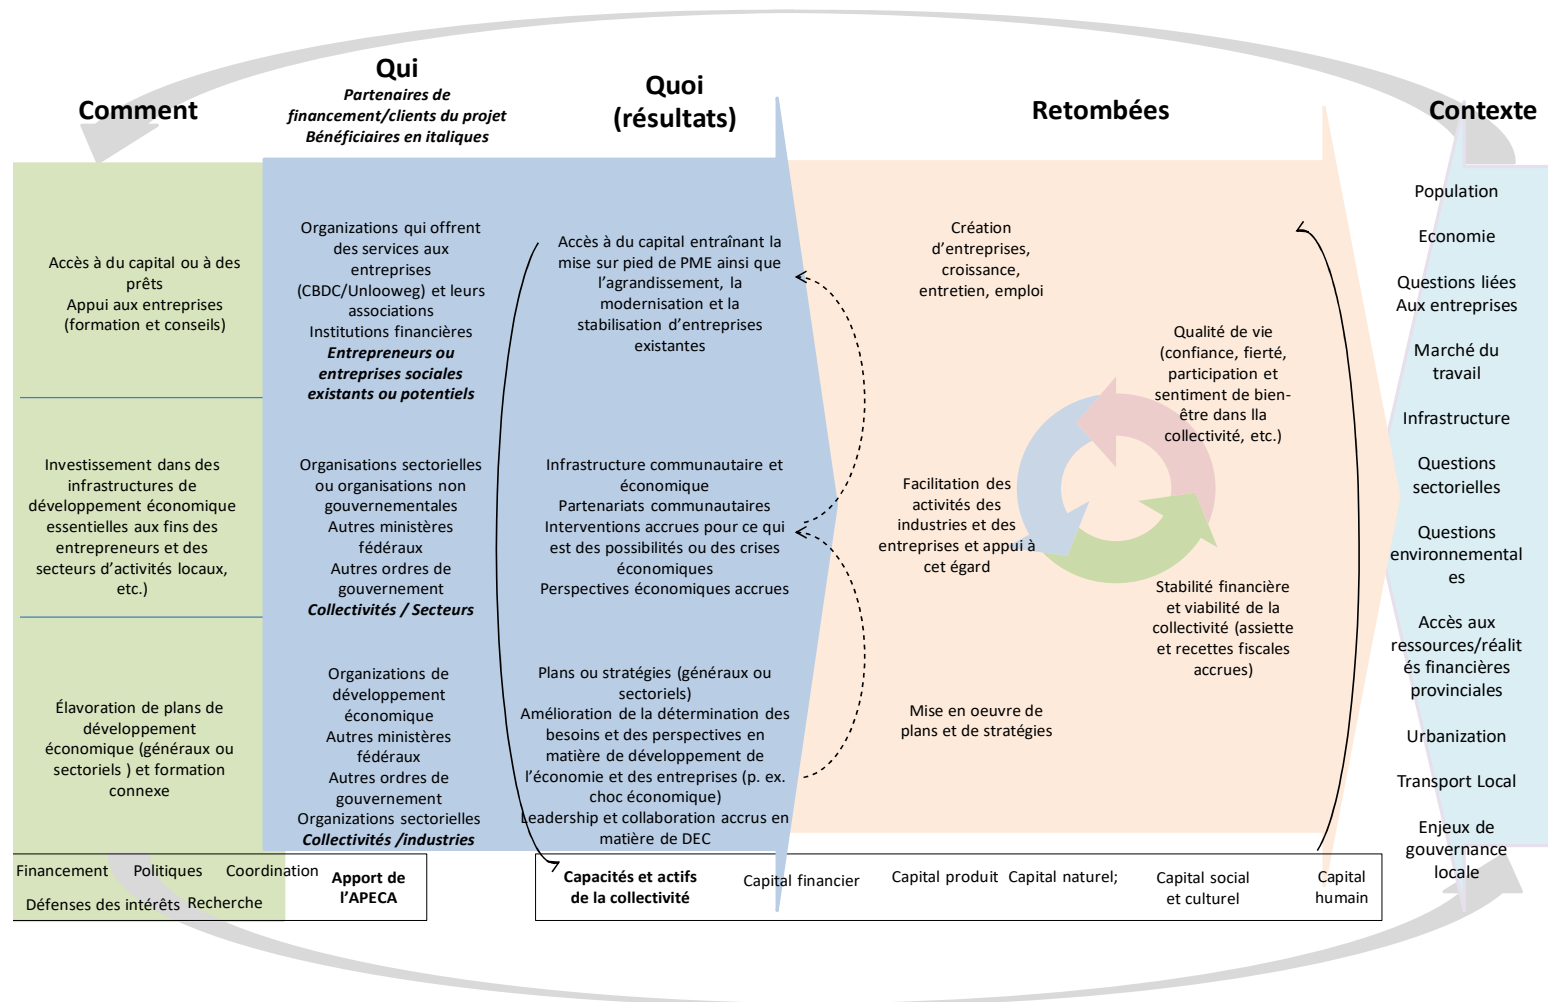 Comment
Qui
Partenaires de
financement/clients du projet
Bénéficiaires en italiques
Quoi
(résultats)
Retombées
Contexte
Accès à du capital ou à des
prêts
Appui aux entreprises
(formation et conseils)
Organizations qui offrent
des services aux
entreprises
(CBDC/Unlooweg) et leurs
associations
Institutions financières
Entrepreneurs ou
entreprises sociales
existants ou potentiels
Accès à du capital entraînant la
mise sur pied de PME ainsi que
l’agrandissement, la
modernisation et la
stabilisation d’entreprises
existantes
Création
d’entreprises,
croissance,
entretien, emploi
Qualité de vie
(confiance, fierté,
participation et
sentiment de bien-
être dans lla
collectivité, etc.)
Investissement dans des
infrastructures de
développement économique
essentielles aux fins des
entrepreneurs et des
secteurs d’activités locaux,
etc.)
Organisations sectorielles
ou organisations non
gouvernementales
Autres ministères
fédéraux
Autres ordres de
gouvernement
Collectivités / Secteurs
Infrastructure communautaire et
économique
Partenariats communautaires
Interventions accrues pour ce qui
est des possibilités ou des crises
économiques
Perspectives économiques accrues
Facilitation des
activités des
industries et des
entreprises et appui à
cet égard
Stabilité financière
et viabilité de la
collectivité (assiette
et recettes fiscales
accrues)
Élavoration de plans de
développement
économique (généraux ou
sectoriels ) et formation
connexe
Organizations de
développement
économique
Autres ministères
fédéraux
Autres ordres de
gouvernement
Organizations sectorielles
Collectivités /industries
Plans ou stratégies (généraux ou
sectoriels)
Amélioration de la détermination des
besoins et des perspectives en
matière de développement de
l’économie et des entreprises (p. ex.
choc économique)
Leadership et collaboration accrus en
matière de DEC
Mise en oeuvre de
plans et de stratégies
Population
Economie
Questions liées
Aux entreprises
Marché du
travail
Infrastructure
Questions
sectorielles
Questions
environnemental
es
Accès aux
ressources/réalit
és financières
provinciales
Urbanization
Transport Local
Enjeux de
gouvernance
locale
Financement Politiques Coordination
Défenses des intérêts Recherche
Apport de
l’APECA
Capacités et actifs
de la collectivité
Capital financier
Capital produit
Capital naturel;
Capital social
et culturel
Capital
humain